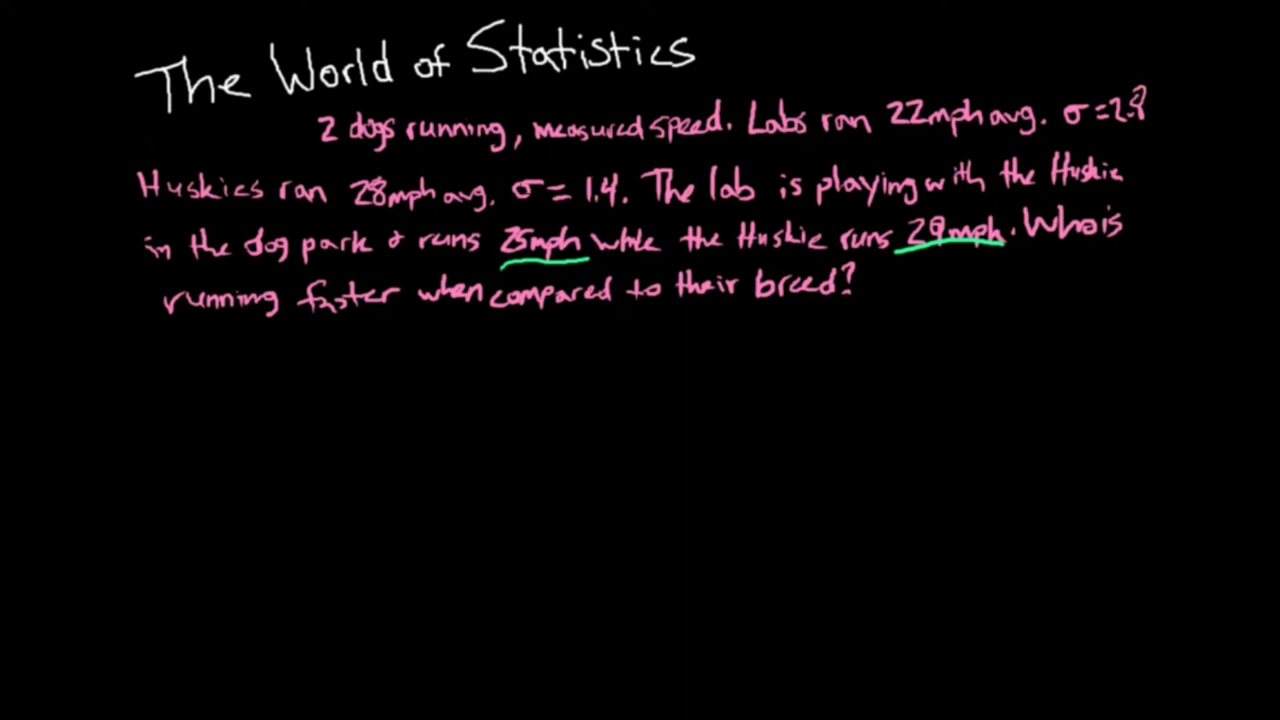 The World of Statistics
2 dogs running, measured speed. Labs ran 22mph avg. σ=2.8
Huskies ran 28mph avg. σ = 1.4. The lab is playing with the Huskie
in the dog park & runs 25mph while the Huskie runs 29mph. Who is
running faster when compared to their breed?